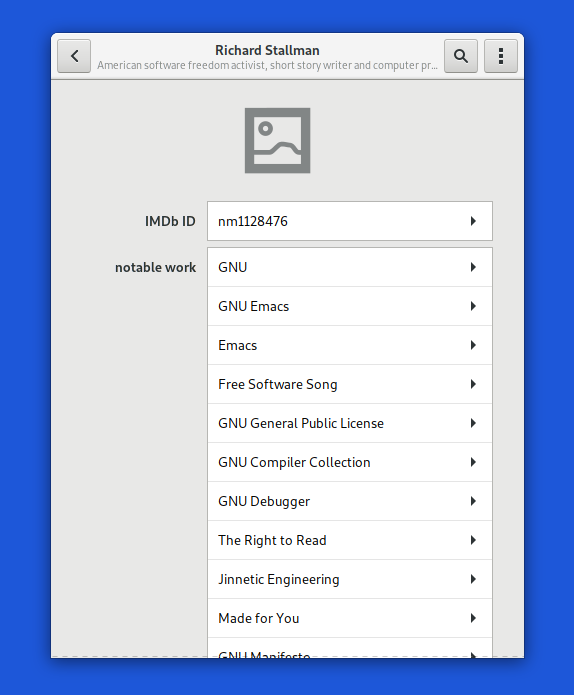 Richard Stallman
American software freedom activist, short story writer and computer pr...
IMDb ID
nm1128476
notable work
GNU
GNU Emacs
Emacs
Free Software Song
GNU General Public License
GNU Compiler Collection
GNU Debugger
The Right to Read
Jinnetic Engineering
Made for You
GNU Manifesto